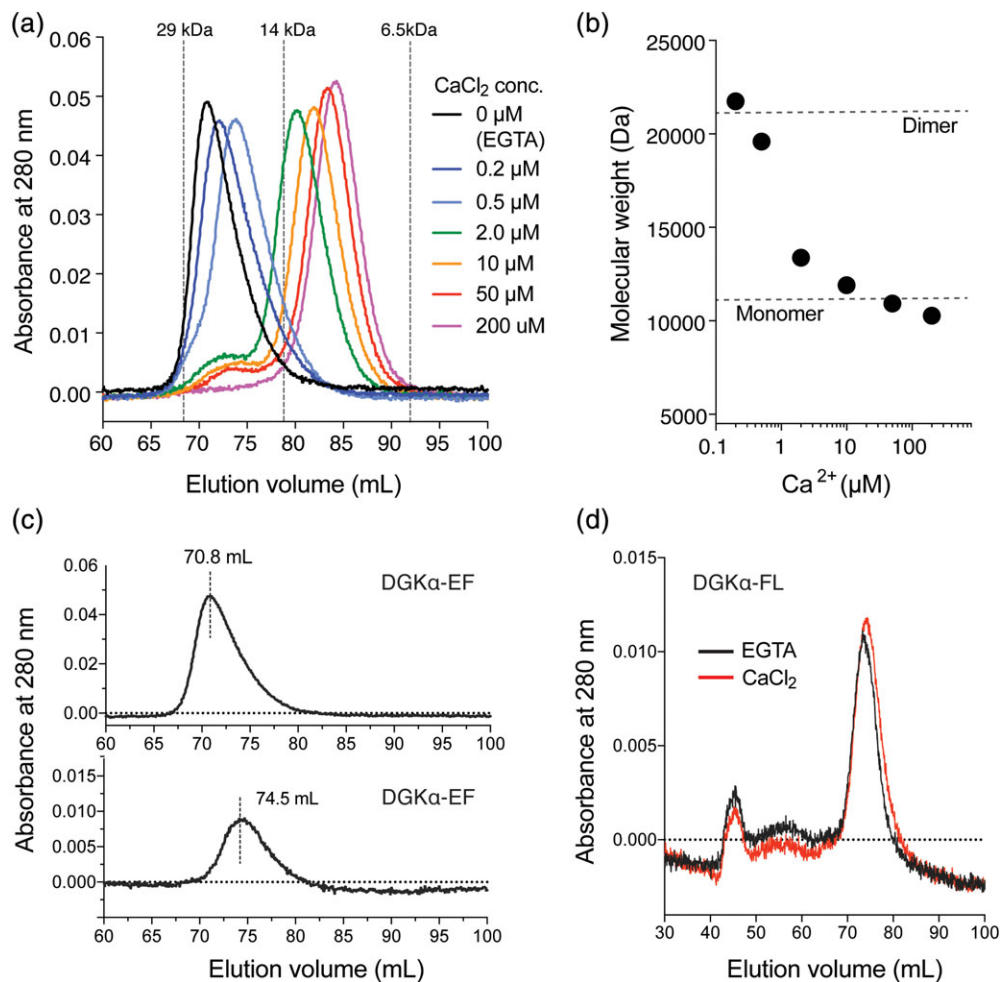 (a)
29 kDa 14 kDa 6.5kDa
0.06
0.05
0.04
0.03
0.02
0.01
0.00
Absorbance at 280 nm
60 65 70 75 80 85 90 95 100
Elution volume (mL)
CaCl2 conc.
0 µM
(EGTA)
0.2 µM
0.5 µM
2.0 µM
10 µM
50 µM
200 uM
(b)
25000
20000
15000
10000
5000
Molecular weight (Da)
Dimer
Monomer
0.1 1 10 100
Ca2+ (µM)
(c)
70.8 mL
DGKα-EF
0.06
0.04
0.02
0.00
60 65 70 75 80 85 90 95 100
74.5 mL
DGKα-EF
0.015
0.010
0.005
0.000
Absorbance at 280 nm
60 65 70 75 80 85 90 95 100
Elution volume (mL)
(d)
0.015
0.010
0.005
0.000
Absorbance at 280 nm
DGKα-FL
EGTA
CaCl2
30 40 50 60 70 80 90 100
Elution volume (mL)